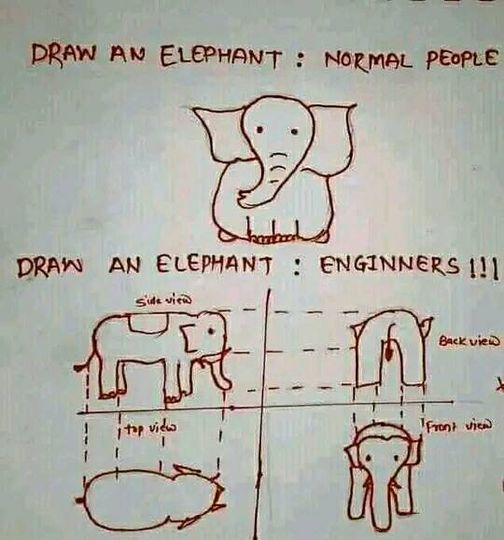 DRAW AN ELEPHANT : NORMAL PEOPLE
DRAW AN ELEPHANT : ENGINNERS !!!
Side view
Back view
top view
Front view